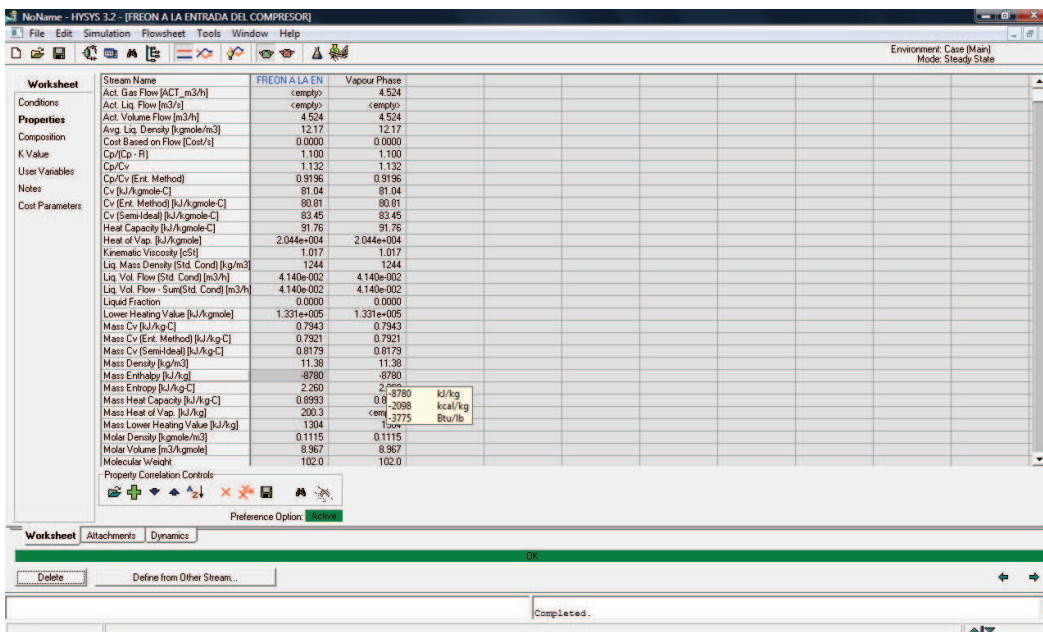 NoName - HYSYS 3.2 - [FREON A LA ENTRADA DEL COMPRESOR]
File Edit Simulation Flowsheet Tools Window Help
Environment: Case (Main)
Mode: Steady State
Worksheet
Conditions
Properties
Composition
K Value
User Variables
Notes
Cost Parameters
Stream Name FREON A LA EN Vapour Phase
Act. Gas Flow [ACT_m3/h] <empty> 4.524
Act. Liq. Flow [m3/s] <empty> <empty>
Act. Volume Flow [m3/h] 4.524 4.524
Avg. Liq. Density [kgmole/m3] 12.17 12.17
Cost Based on Flow [Cost/s] 0.0000 0.0000
Cp/(Cp - R) 1.100 1.100
Cp/Cv 1.132 1.132
Cp/Cv (Ent. Method) 0.9196 0.9196
Cv [kJ/kgmole-C] 81.04 81.04
Cv (Ent. Method) [kJ/kgmole-C] 80.81 80.81
Cv (Semi-Ideal) [kJ/kgmole-C] 83.45 83.45
Heat Capacity [kJ/kgmole-C] 91.76 91.76
Heat of Vap. [kJ/kgmole] 2.044e+004 2.044e+004
Kinematic Viscosity [cSt] 1.017 1.017
Liq. Mass Density (Std. Cond) [kg/m3] 1244 1244
Liq. Vol. Flow (Std. Cond) [m3/h] 4.140e-002 4.140e-002
Liq. Vol. Flow - Sum(Std. Cond) [m3/h 4.140e-002 4.140e-002
Liquid Fraction 0.0000 0.0000
Lower Heating Value [kJ/kgmole] 1.331e+005 1.331e+005
Mass Cv [kJ/kg-C] 0.7943 0.7943
Mass Cv (Ent. Method) [kJ/kg-C] 0.7921 0.7921
Mass Cv (Semi-Ideal) [kJ/kg-C] 0.8179 0.8179
Mass Density [kg/m3] 11.38 11.38
Mass Enthalpy [kJ/kg] -8780 -8780
Mass Entropy [kJ/kg-C] 2.260
Mass Heat Capacity [kJ/kg-C] 0.8993 0.8
Mass Heat of Vap. [kJ/kg] 200.3 <em
Mass Lower Heating Value [kJ/kg] 1304
Molar Density [kgmole/m3] 0.1115 0.1115
Molar Volume [m3/kgmole] 8.967 8.967
Molecular Weight 102.0 102.0
-8780 kJ/kg
-2098 kcal/kg
-3775 Btu/lb
Property Correlation Controls
Preference Option: Active
Worksheet Attachments Dynamics
OK
Delete Define from Other Stream...
Completed.